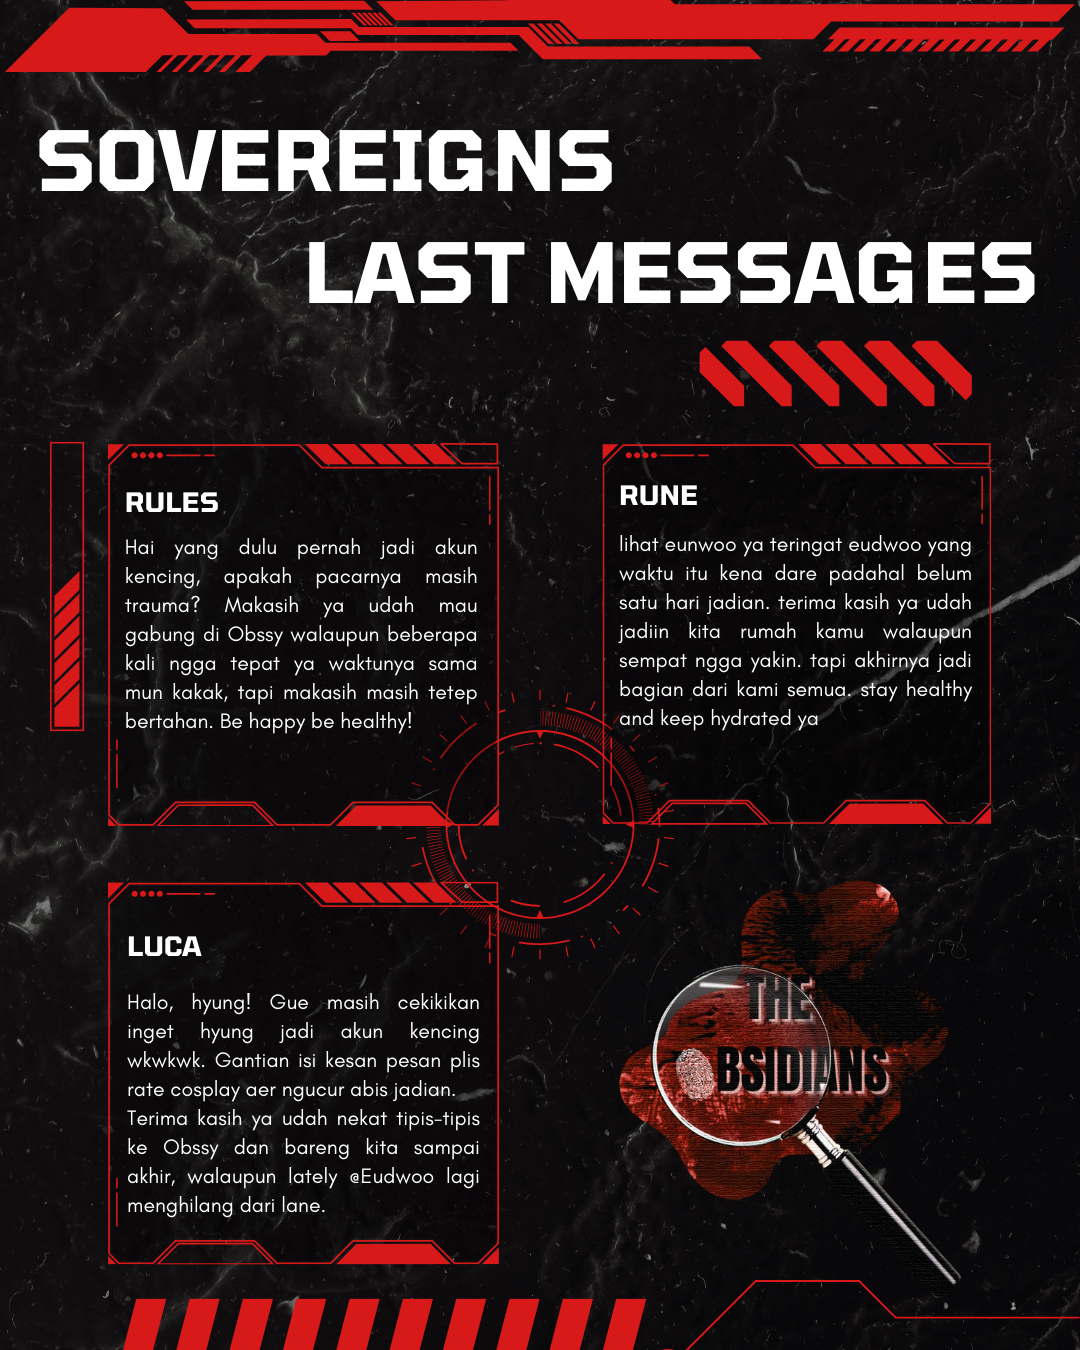 SOVEREIGNS
LAST MESSAGES
RULES
Hai yang dulu pernah jadi akun
kencing, apakah pacarnya masih
trauma? Makasih ya udah mau
gabung di Obssy walaupun beberapa
kali ngga tepat ya waktunya sama
mun kakak, tapi makasih masih tetep
bertahan. Be happy be healthy!
RUNE
lihat eunwoo ya teringat eudwoo yang
waktu itu kena dare padahal belum
satu hari jadian. terima kasih ya udah
jadiin kita rumah kamu walaupun
sempat ngga yakin. tapi akhirnya jadi
bagian dari kami semua. stay healthy
and keep hydrated ya
LUCA
Halo, hyung! Gue masih cekikikan
inget hyung jadi akun kencing
wkwkwk. Gantian isi kesan pesan plis
rate cosplay aer ngucur abis jadian.
Terima kasih ya udah nekat tipis-tipis
ke Obssy dan bareng kita sampai
akhir, walaupun lately @Eudwoo lagi
menghilang dari lane.
THE
BSIDIANS